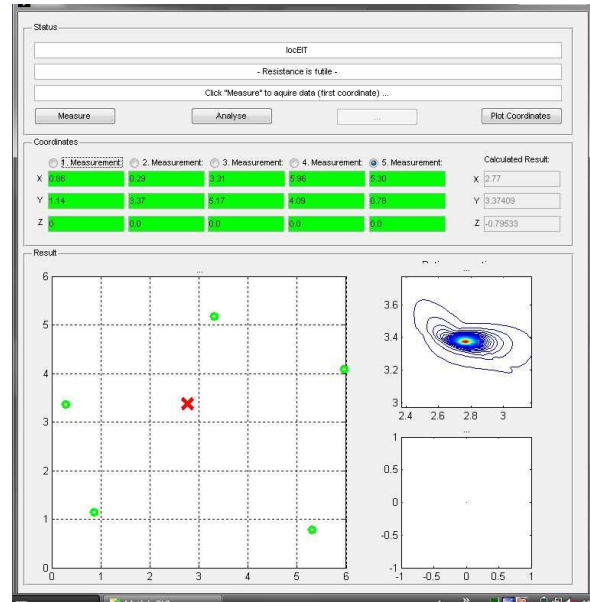 Status
locEIT
- Resistance is futile -
Click "Measure" to aquire data (first coordinate) ...
Measure Analyse ... Plot Coordinates
Coordinates
1. Measurement: 2. Measurement: 3. Measurement: 4. Measurement: 5. Measurement: Calculated Result:
X 0.86 0.29 3.31 5.96 5.30 X 2.77
Y 1.14 3.37 5.17 4.09 0.78 Y 3.37409
Z 0 0.0 0.0 0.0 0.0 Z -0.79533
Result
...
6
5
4
3
2
1
0
0 1 2 3 4 5 6
...
3.6
3.4
3.2
3
2.4 2.6 2.8 3
...
1
0.5
0
-0.5
-1
-1 -0.5 0 0.5 1